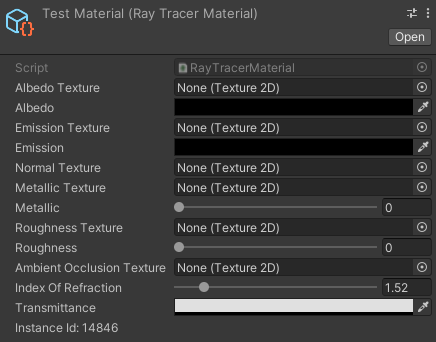 Test Material (Ray Tracer Material)
Open
Script RayTracerMaterial
Albedo Texture None (Texture 2D)
Albedo
Emission Texture None (Texture 2D)
Emission
Normal Texture None (Texture 2D)
Metallic Texture None (Texture 2D)
Metallic 0
Roughness Texture None (Texture 2D)
Roughness 0
Ambient Occlusion Texture None (Texture 2D)
Index Of Refraction 1.52
Transmittance
Instance Id: 14846